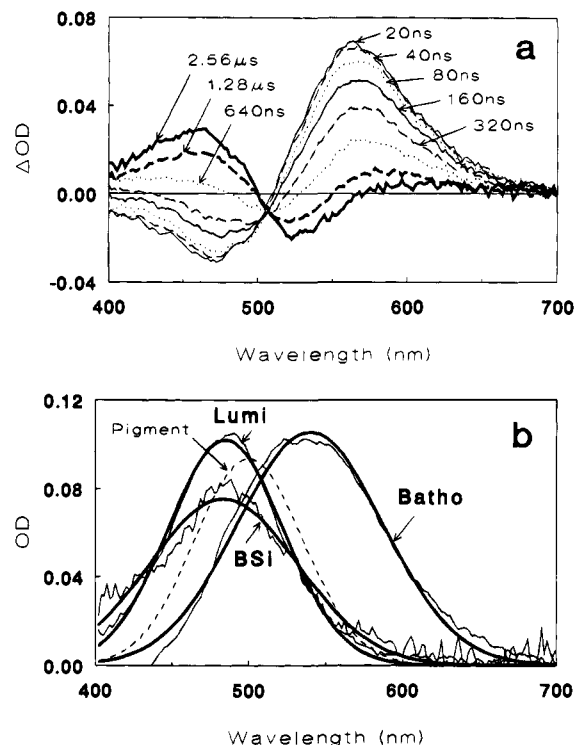 0.08
0.04
0.00
-0.04
ΔOD
a
20ns
40ns
80ns
160ns
320ns
2.56μs
1.28μs
640ns
400 500 600 700
Wavelength (nm)
0.12
0.08
0.04
0.00
OD
b
Pigment
Lumi
Batho
BSi
400 500 600 700
Wavelength (nm)